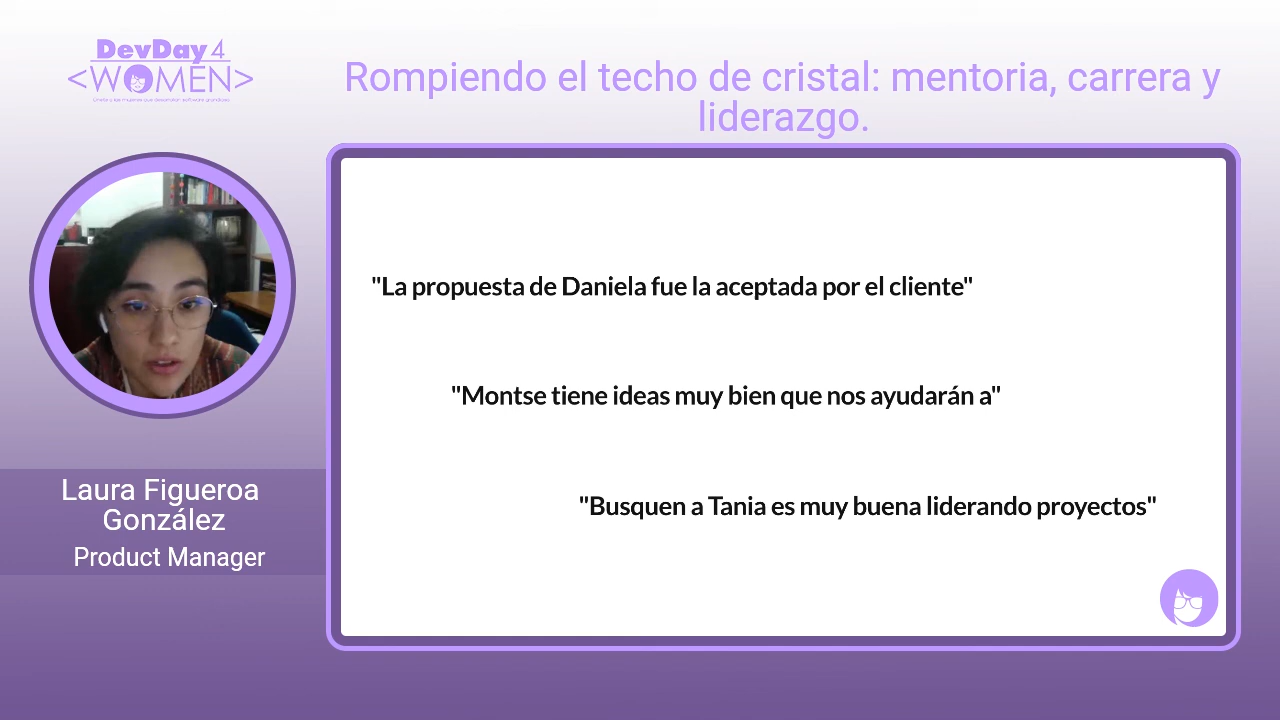 DevDay4
<WOMEN>
Rompiendo el techo de cristal: mentoria, carrera y
liderazgo.
"La propuesta de Daniela fue la aceptada por el cliente"
"Montse tiene ideas muy bien que nos ayudarán a"
"Busquen a Tania es muy buena liderando proyectos"
Laura Figueroa
González
Product Manager